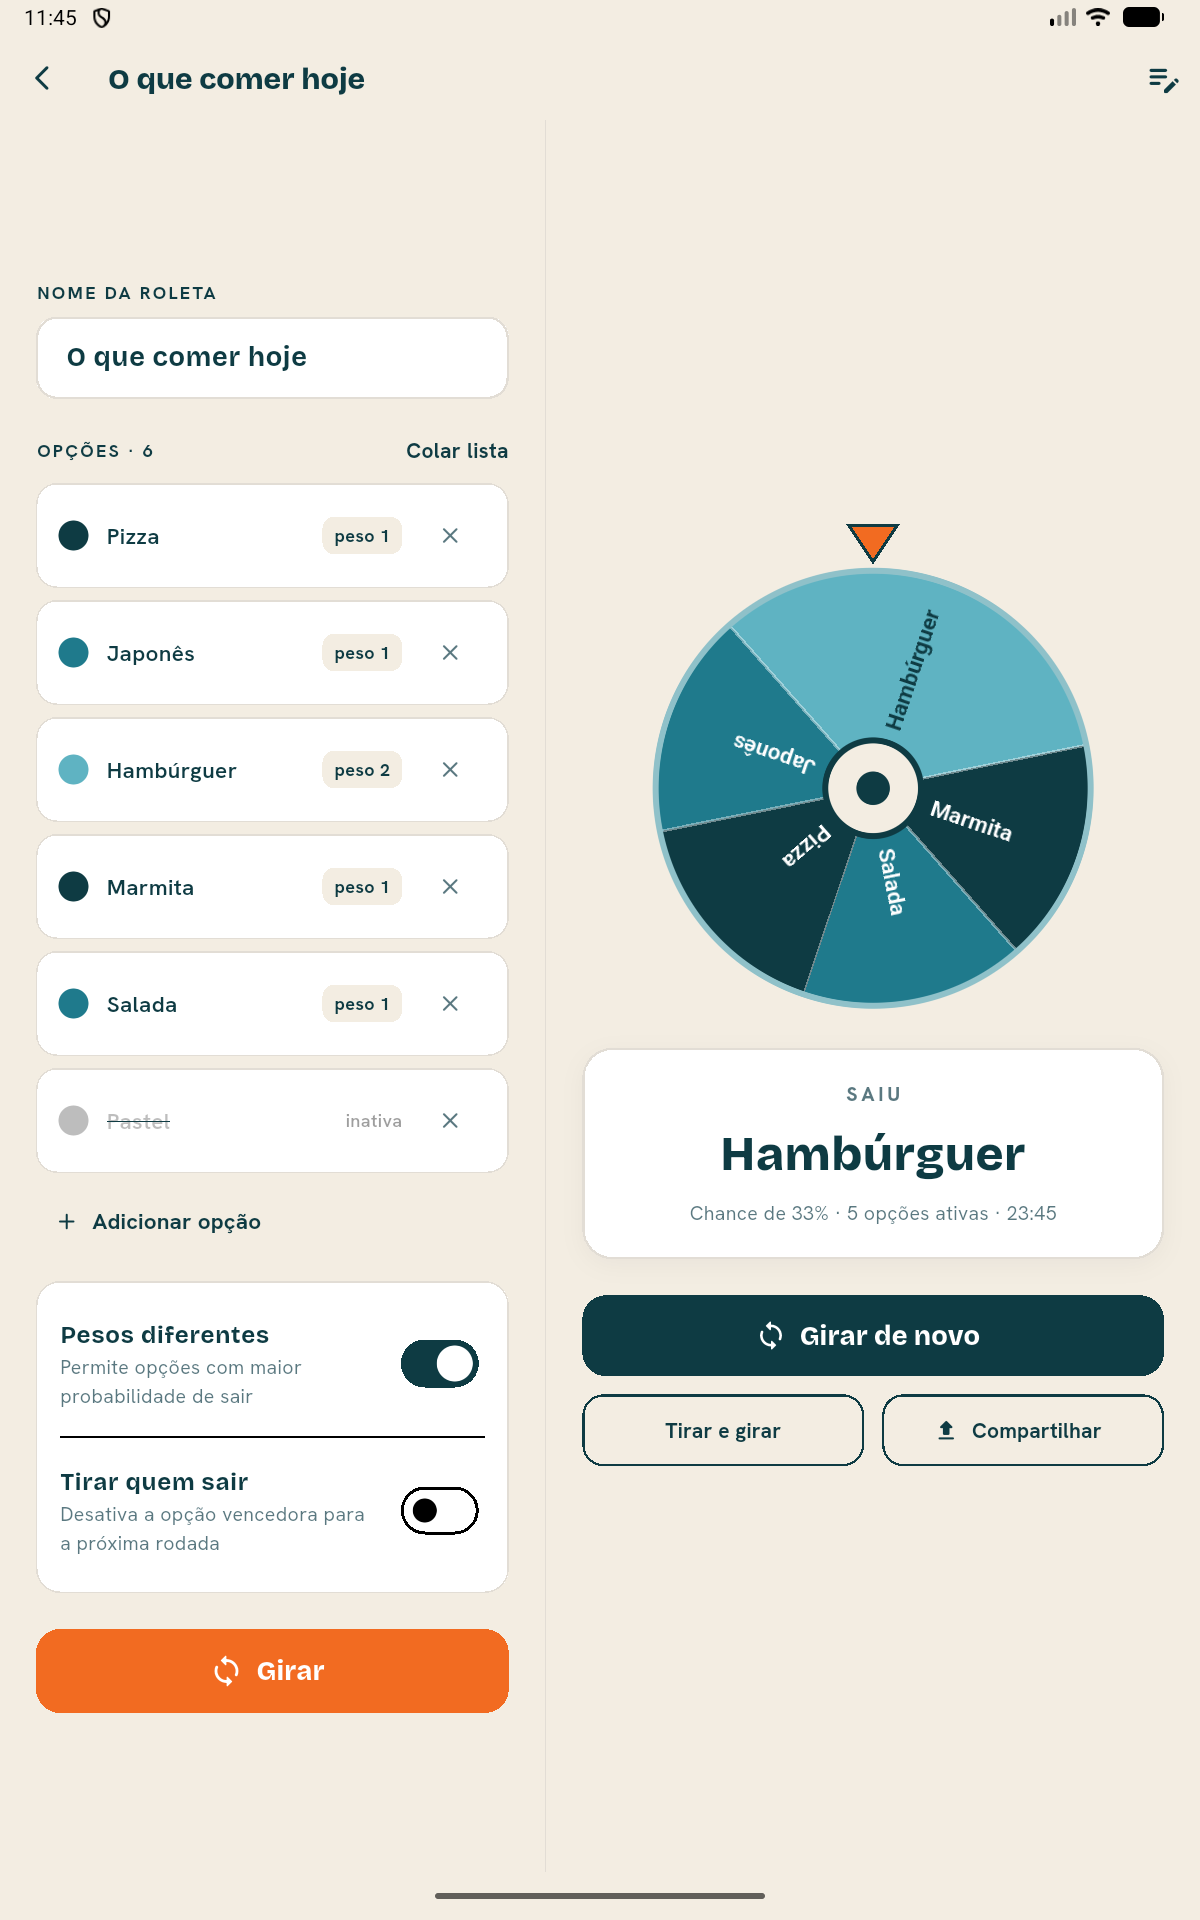 11:45
O que comer hoje
NOME DA ROLETA
O que comer hoje
OPÇÕES · 6
Colar lista
Pizza
peso 1
Japonês
peso 1
Hambúrguer
peso 2
Marmita
peso 1
Salada
peso 1
Pastel
inativa
Adicionar opção
Pesos diferentes
Permite opções com maior
probabilidade de sair
Tirar quem sair
Desativa a opção vencedora para
a próxima rodada
Girar
Hambúrguer
Japonês
Marmita
Pizza
Salada
SAIU
Hambúrguer
Chance de 33% · 5 opções ativas · 23:45
Girar de novo
Tirar e girar
Compartilhar